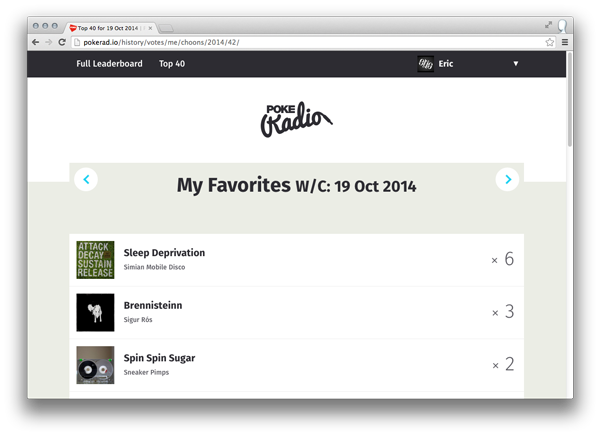 Top 40 for 19 Oct 2014 |
pokerad.io/history/votes/me/choons/2014/42/
Full Leaderboard Top 40 Eric
POKE
Radio
My Favorites W/C: 19 Oct 2014
ATTACK
DECAY
SUSTAIN
RELEASE
Sleep Deprivation
Simian Mobile Disco
× 6
Brennisteinn
Sigur Rós
× 3
Spin Spin Sugar
Sneaker Pimps
× 2